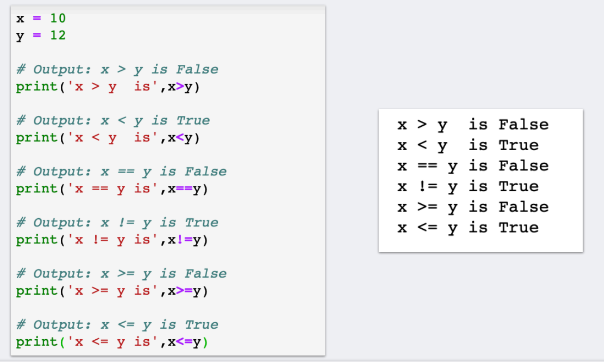 x = 10
y = 12
# Output: x > y is False
print('x > y  is',x>y)
# Output: x < y is True
print('x < y  is',x<y)
# Output: x == y is False
print('x == y is',x==y)
# Output: x != y is True
print('x != y is',x!=y)
# Output: x >= y is False
print('x >= y is',x>=y)
# Output: x <= y is True
print('x <= y is',x<=y)
x > y  is False
x < y  is True
x == y is False
x != y is True
x >= y is False
x <= y is True